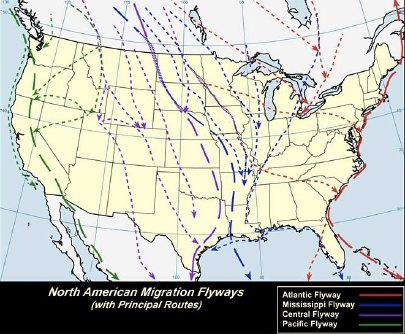 North American Migration Flyways
(with Principal Routes)
Atlantic Flyway
Mississippi Flyway
Central Flyway
Pacific Flyway